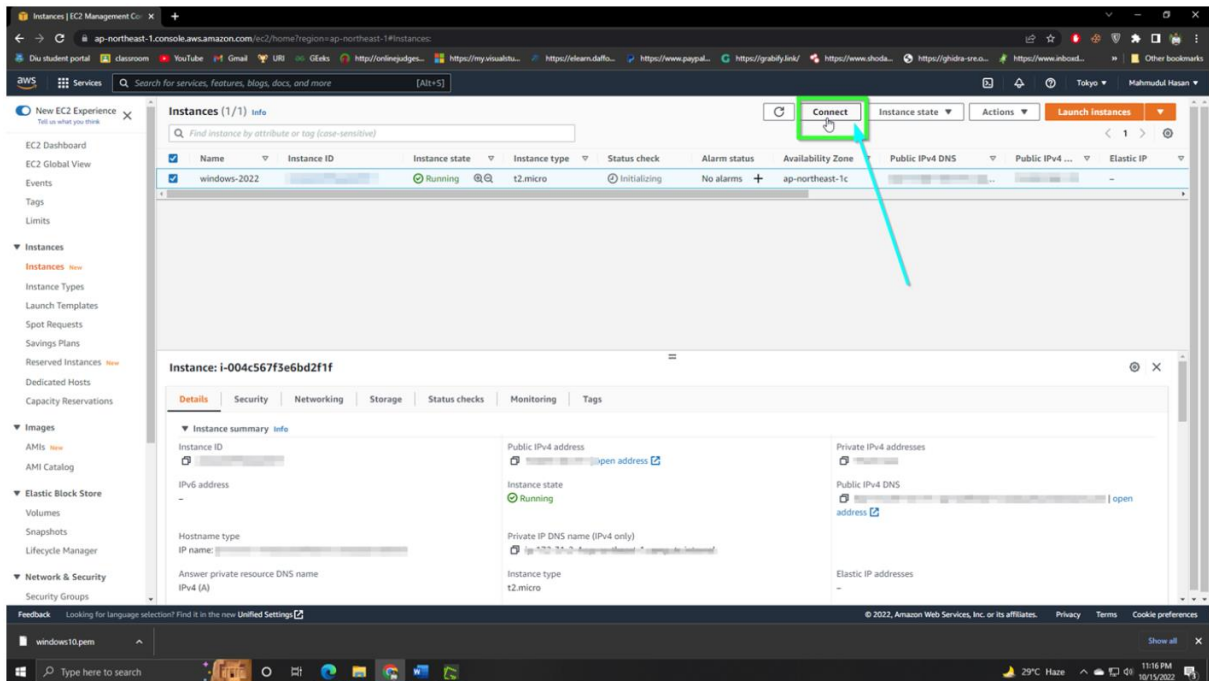 Instances | EC2 Management Con
ap-northeast-1.console.aws.amazon.com/ec2/home?region=ap-northeast-1#Instances:
Diu student portal classroom YouTube Gmail URI GEeks http://onlinejudges... https://my.visualstu... https://elearn.daffo... https://www.paypal... https://grabify.link/ https://www.shoda... https://ghidra-sre.o... https://www.inboxd... » Other bookmarks
aws Services Search for services, features, blogs, docs, and more [Alt+S] Tokyo ▼ Mahmudul Hasan ▼
New EC2 Experience
Tell us what you think
EC2 Dashboard
EC2 Global View
Events
Tags
Limits
▼ Instances
Instances New
Instance Types
Launch Templates
Spot Requests
Savings Plans
Reserved Instances New
Dedicated Hosts
Capacity Reservations
▼ Images
AMIs New
AMI Catalog
▼ Elastic Block Store
Volumes
Snapshots
Lifecycle Manager
▼ Network & Security
Security Groups
Instances (1/1) Info
Connect Instance state ▼ Actions ▼ Launch instances ▼
Find instance by attribute or tag (case-sensitive)
< 1 >
Name Instance ID Instance state Instance type Status check Alarm status Availability Zone Public IPv4 DNS Public IPv4 ... Elastic IP
windows-2022 Running t2.micro Initializing No alarms + ap-northeast-1c –
Instance: i-004c567f3e6bd2f1f
Details Security Networking Storage Status checks Monitoring Tags
▼ Instance summary Info
Instance ID Public IPv4 address Private IPv4 addresses
open address
IPv6 address Instance state Public IPv4 DNS
– Running | open
address
Hostname type Private IP DNS name (IPv4 only)
IP name:
Answer private resource DNS name Instance type Elastic IP addresses
IPv4 (A) t2.micro –
Feedback Looking for language selection? Find it in the new Unified Settings © 2022, Amazon Web Services, Inc. or its affiliates. Privacy Terms Cookie preferences
windows10.pem Show all
Type here to search 29°C Haze 11:16 PM
10/15/2022